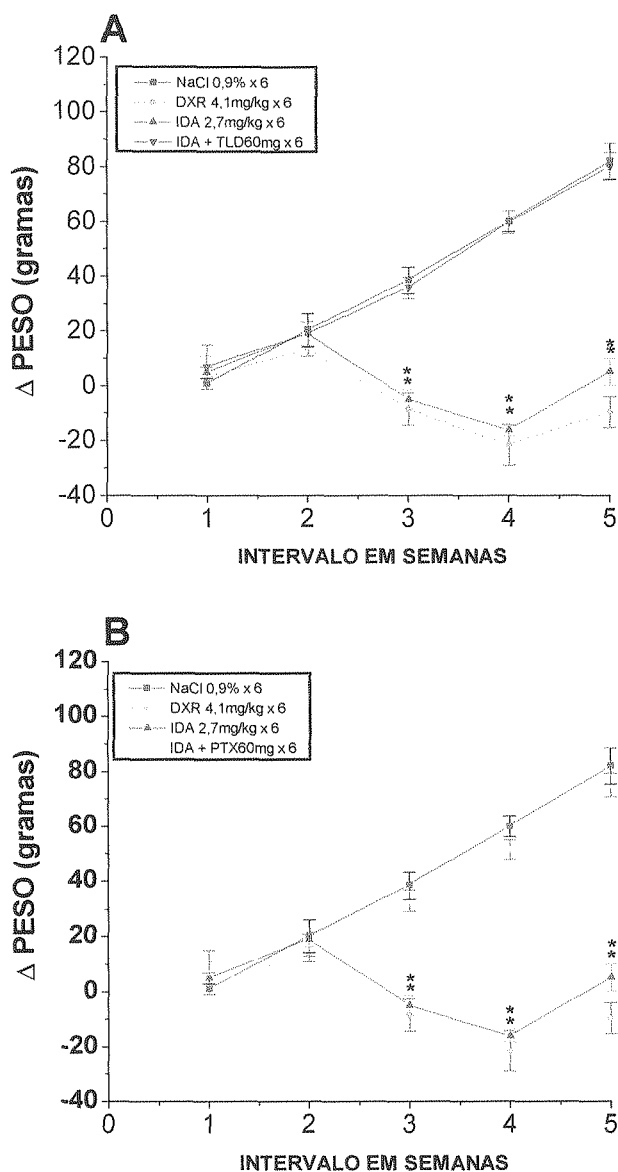 A
120
100
80
60
40
20
0
-20
-40
Δ PESO (gramas)
NaCl 0,9% x 6
DXR 4,1mg/kg x 6
IDA 2,7mg/kg x 6
IDA + TLD60mg x 6
**
**
**
0 1 2 3 4 5
INTERVALO EM SEMANAS
B
120
100
80
60
40
20
0
-20
-40
Δ PESO (gramas)
NaCl 0,9% x 6
DXR 4,1mg/kg x 6
IDA 2,7mg/kg x 6
IDA + PTX60mg x 6
**
**
**
0 1 2 3 4 5
INTERVALO EM SEMANAS